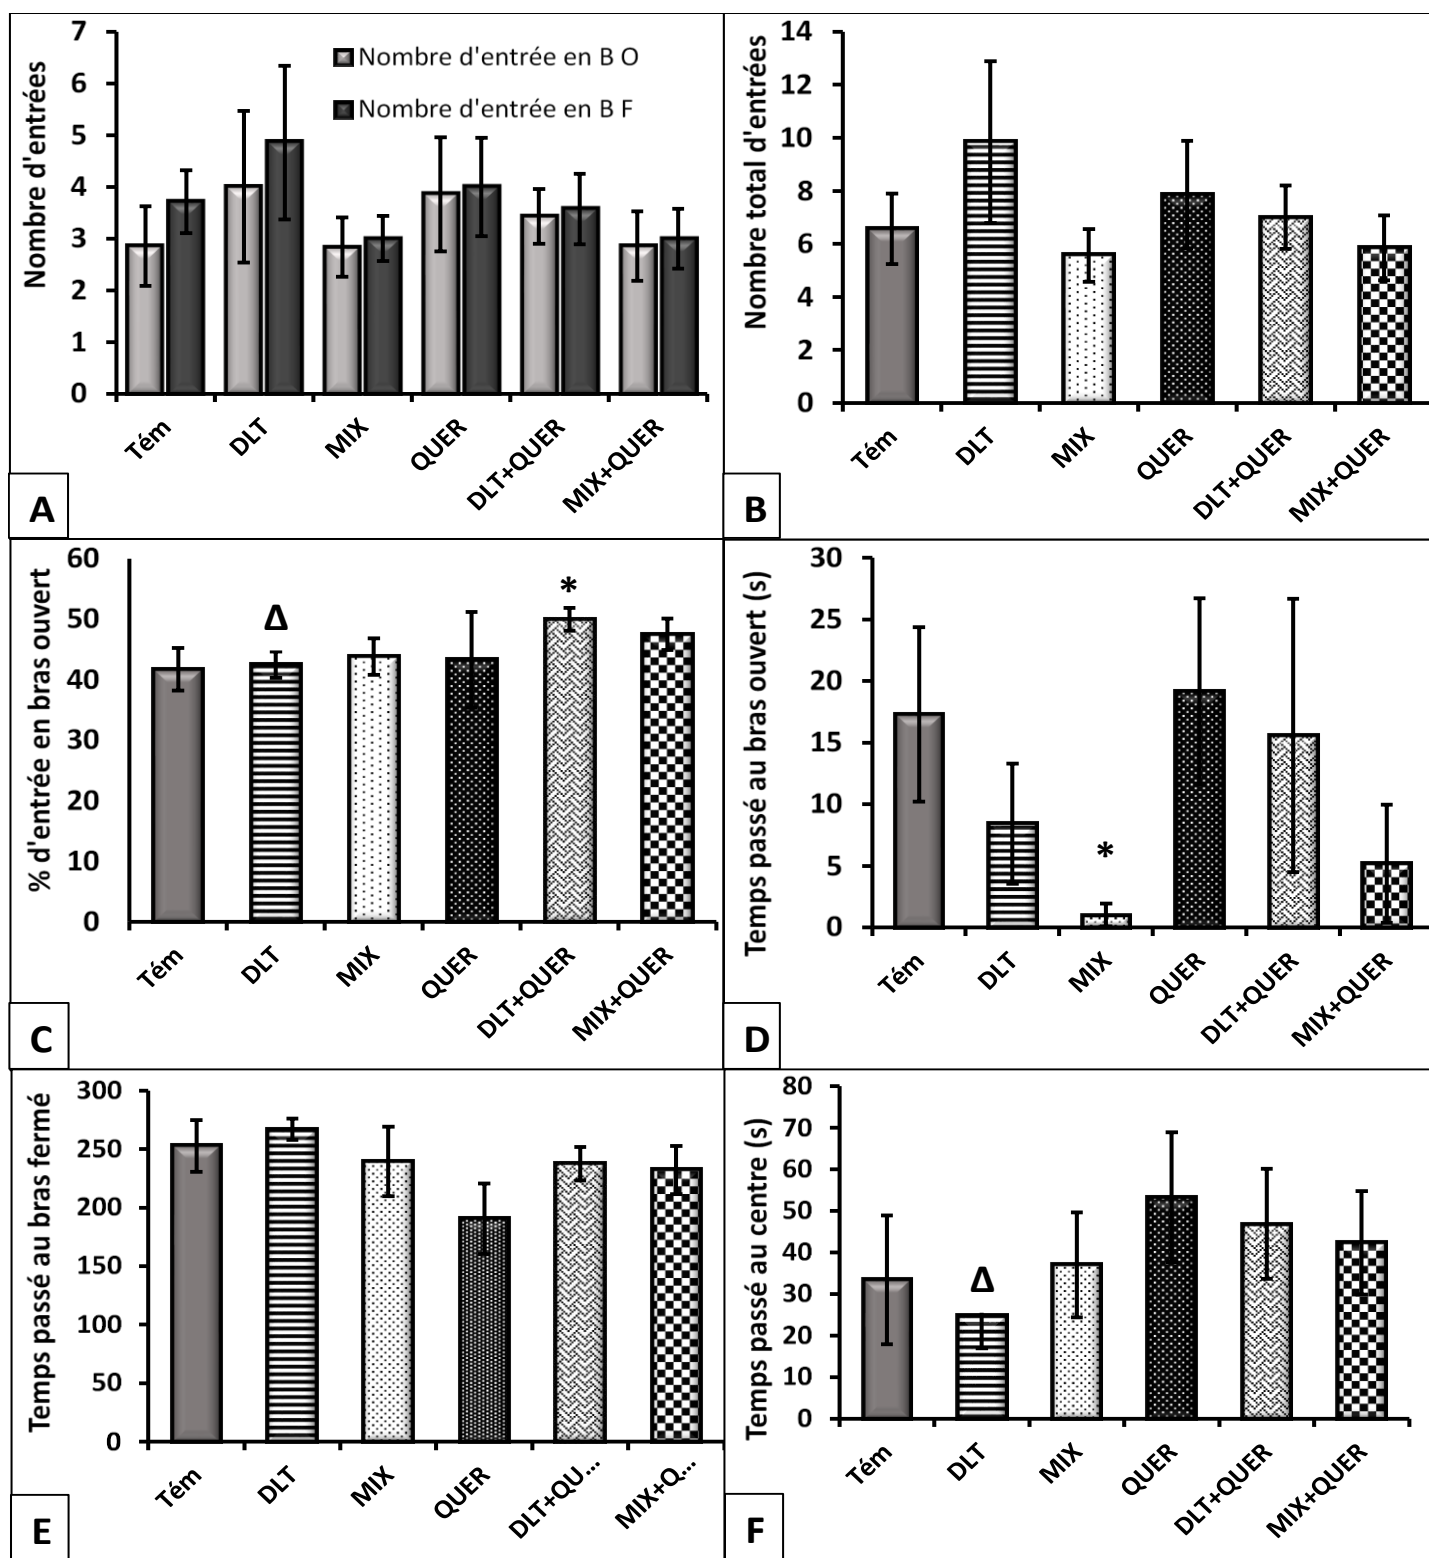 Nombre d'entrées
7
6
5
4
3
2
1
0
Nombre d'entrée en B O
Nombre d'entrée en B F
Tém
DLT
MIX
QUER
DLT+QUER
MIX+QUER
A
Nombre total d'entrées
14
12
10
8
6
4
2
0
Tém
DLT
MIX
QUER
DLT+QUER
MIX+QUER
B
% d'entrée en bras ouvert
60
50
40
30
20
10
0
Δ
*
Tém
DLT
MIX
QUER
DLT+QUER
MIX+QUER
C
Temps passé au bras ouvert (s)
30
25
20
15
10
5
0
*
Tém
DLT
MIX
QUER
DLT+QUER
MIX+QUER
D
Temps passé au bras fermé
300
250
200
150
100
50
0
Tém
DLT
MIX
QUER
DLT+QU...
MIX+Q...
E
Temps passé au centre (s)
80
70
60
50
40
30
20
10
0
Δ
Tém
DLT
MIX
QUER
DLT+QUER
MIX+QUER
F